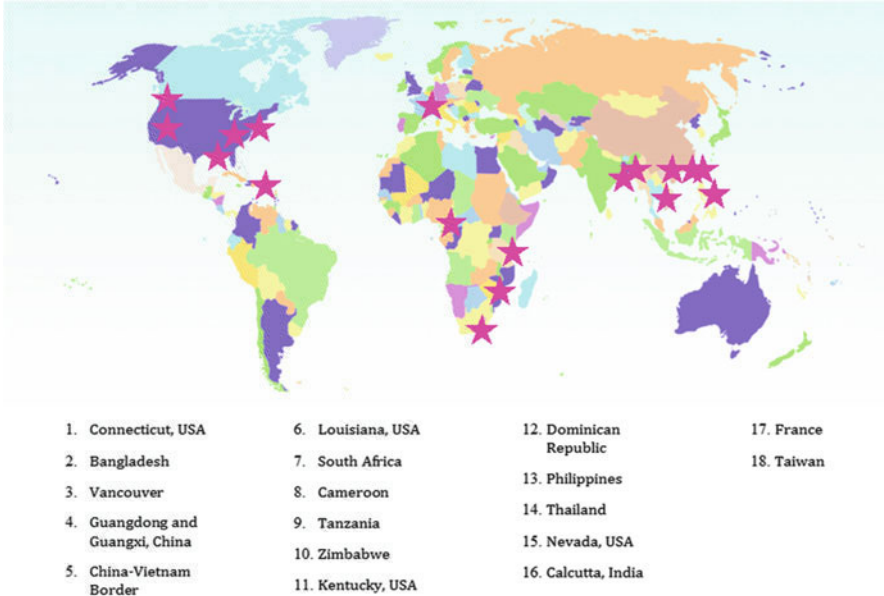 1. Connecticut, USA
2. Bangladesh
3. Vancouver
4. Guangdong and
Guangxi, China
5. China-Vietnam
Border
6. Louisiana, USA
7. South Africa
8. Cameroon
9. Tanzania
10. Zimbabwe
11. Kentucky, USA
12. Dominican
Republic
13. Philippines
14. Thailand
15. Nevada, USA
16. Calcutta, India
17. France
18. Taiwan